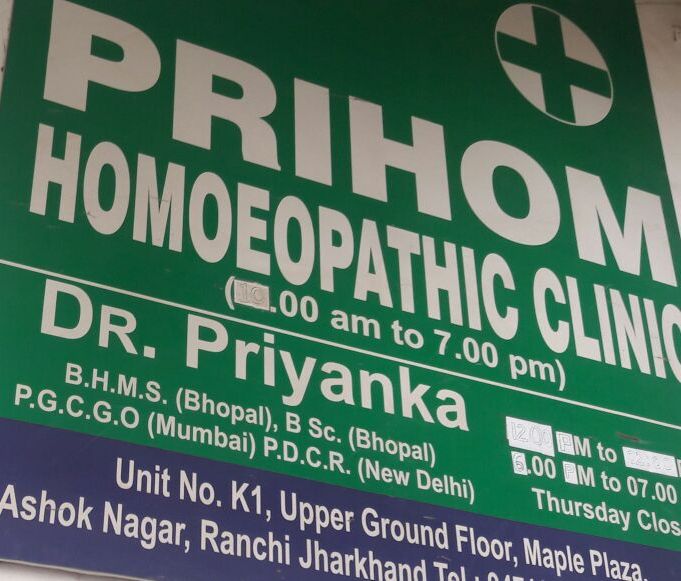 PRIHOM
HOMOEOPATHIC CLINIC
(10.00 am to 7.00 pm)
DR. Priyanka
B.H.M.S. (Bhopal), B Sc. (Bhopal)
P.G.C.G.O (Mumbai) P.D.C.R. (New Delhi)
12.00 PM to
6.00 PM to 07.00
Thursday Clos
Unit No. K1, Upper Ground Floor, Maple Plaza,
Ashok Nagar, Ranchi Jharkhand Tel :